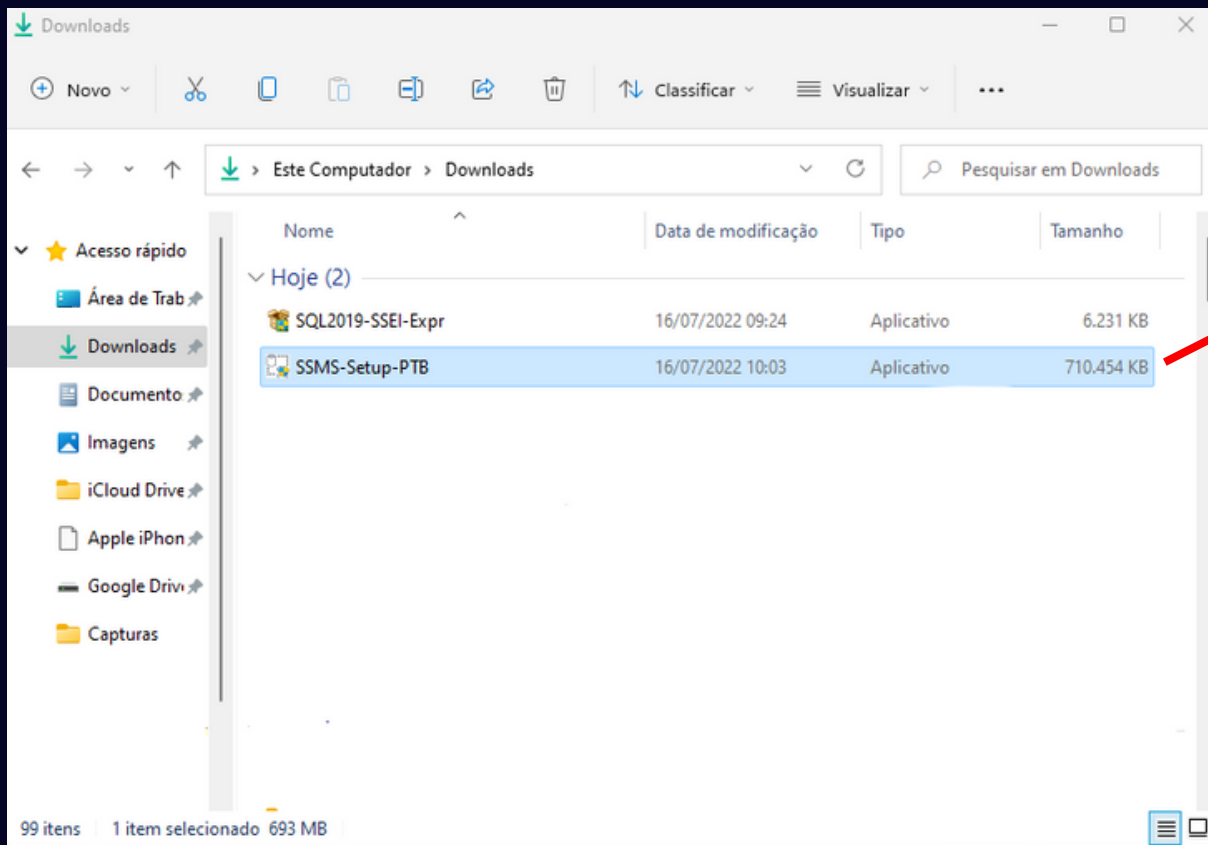 Downloads
Novo
Classificar
Visualizar
Este Computador > Downloads
Pesquisar em Downloads
Nome Data de modificação Tipo Tamanho
Acesso rápido
Hoje (2)
Área de Trab
SQL2019-SSEI-Expr 16/07/2022 09:24 Aplicativo 6.231 KB
Downloads
SSMS-Setup-PTB 16/07/2022 10:03 Aplicativo 710.454 KB
Documento
Imagens
iCloud Drive
Apple iPhon
Google Driv
Capturas
99 itens 1 item selecionado 693 MB